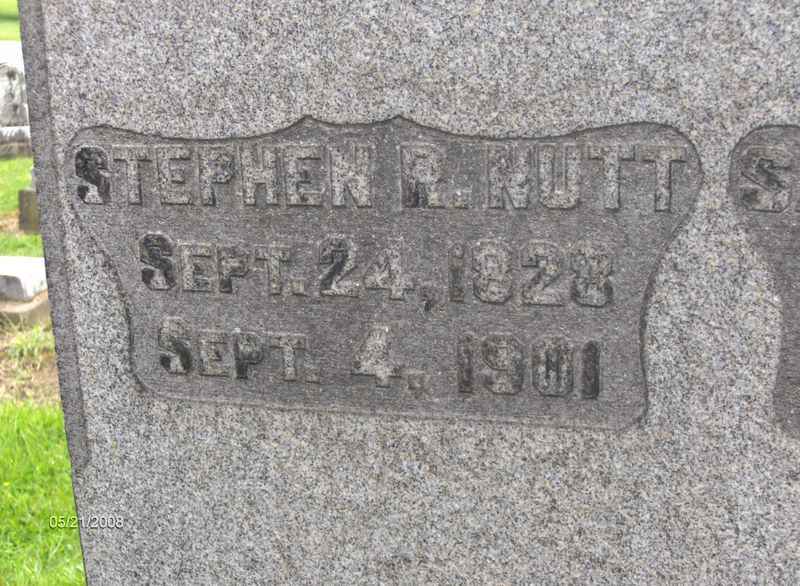 STEPHEN R. NUTT
SEPT. 24, 1828
SEPT. 4, 1901
05/21/2008